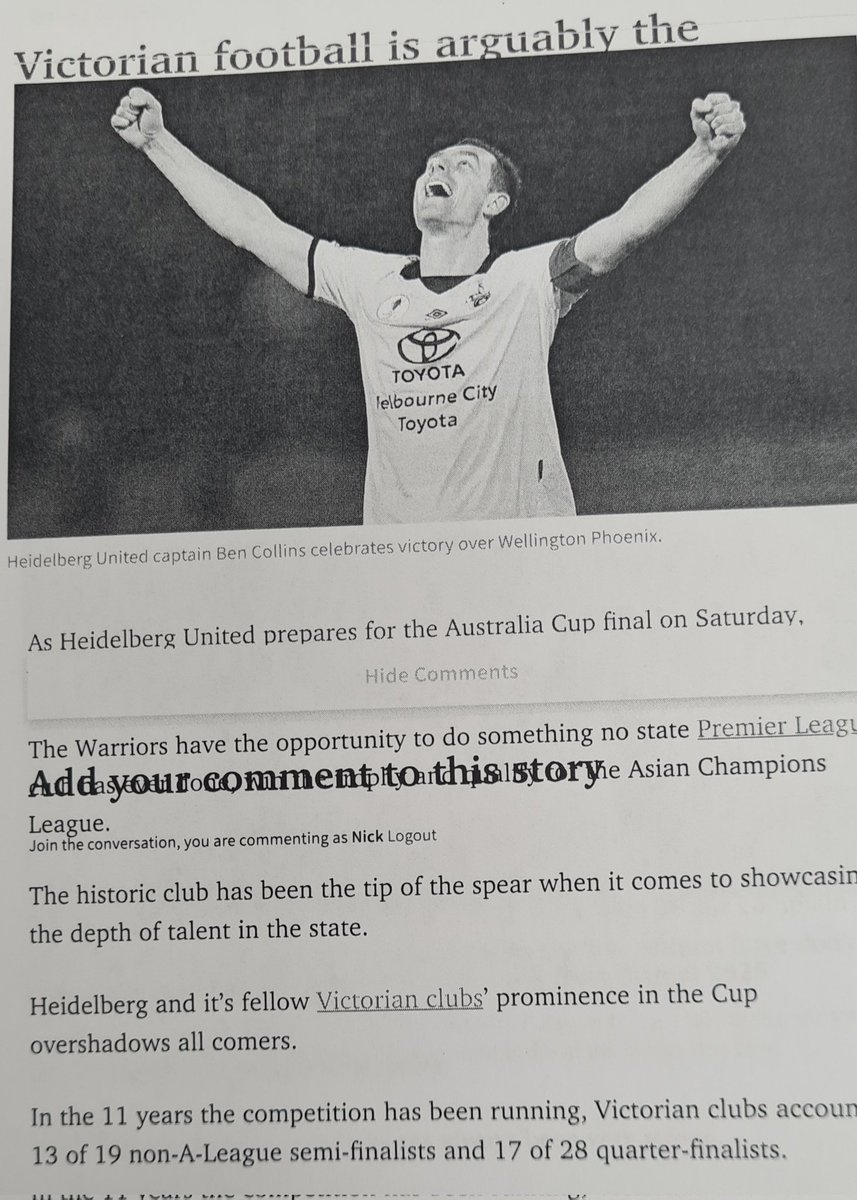 Victorian football is arguably the
TOYOTA
elbourne City
Toyota
Heidelberg United captain Ben Collins celebrates victory over Wellington Phoenix.
As Heidelberg United prepares for the Australia Cup final on Saturday,
Hide Comments
The Warriors have the opportunity to do something no state Premier Leagu
Add your comment to this story
Asian Champions
League.
Join the conversation, you are commenting as Nick Logout
The historic club has been the tip of the spear when it comes to showcasin
the depth of talent in the state.
Heidelberg and it's fellow Victorian clubs' prominence in the Cup
overshadows all comers.
In the 11 years the competition has been running, Victorian clubs accoun
13 of 19 non-A-League semi-finalists and 17 of 28 quarter-finalists.